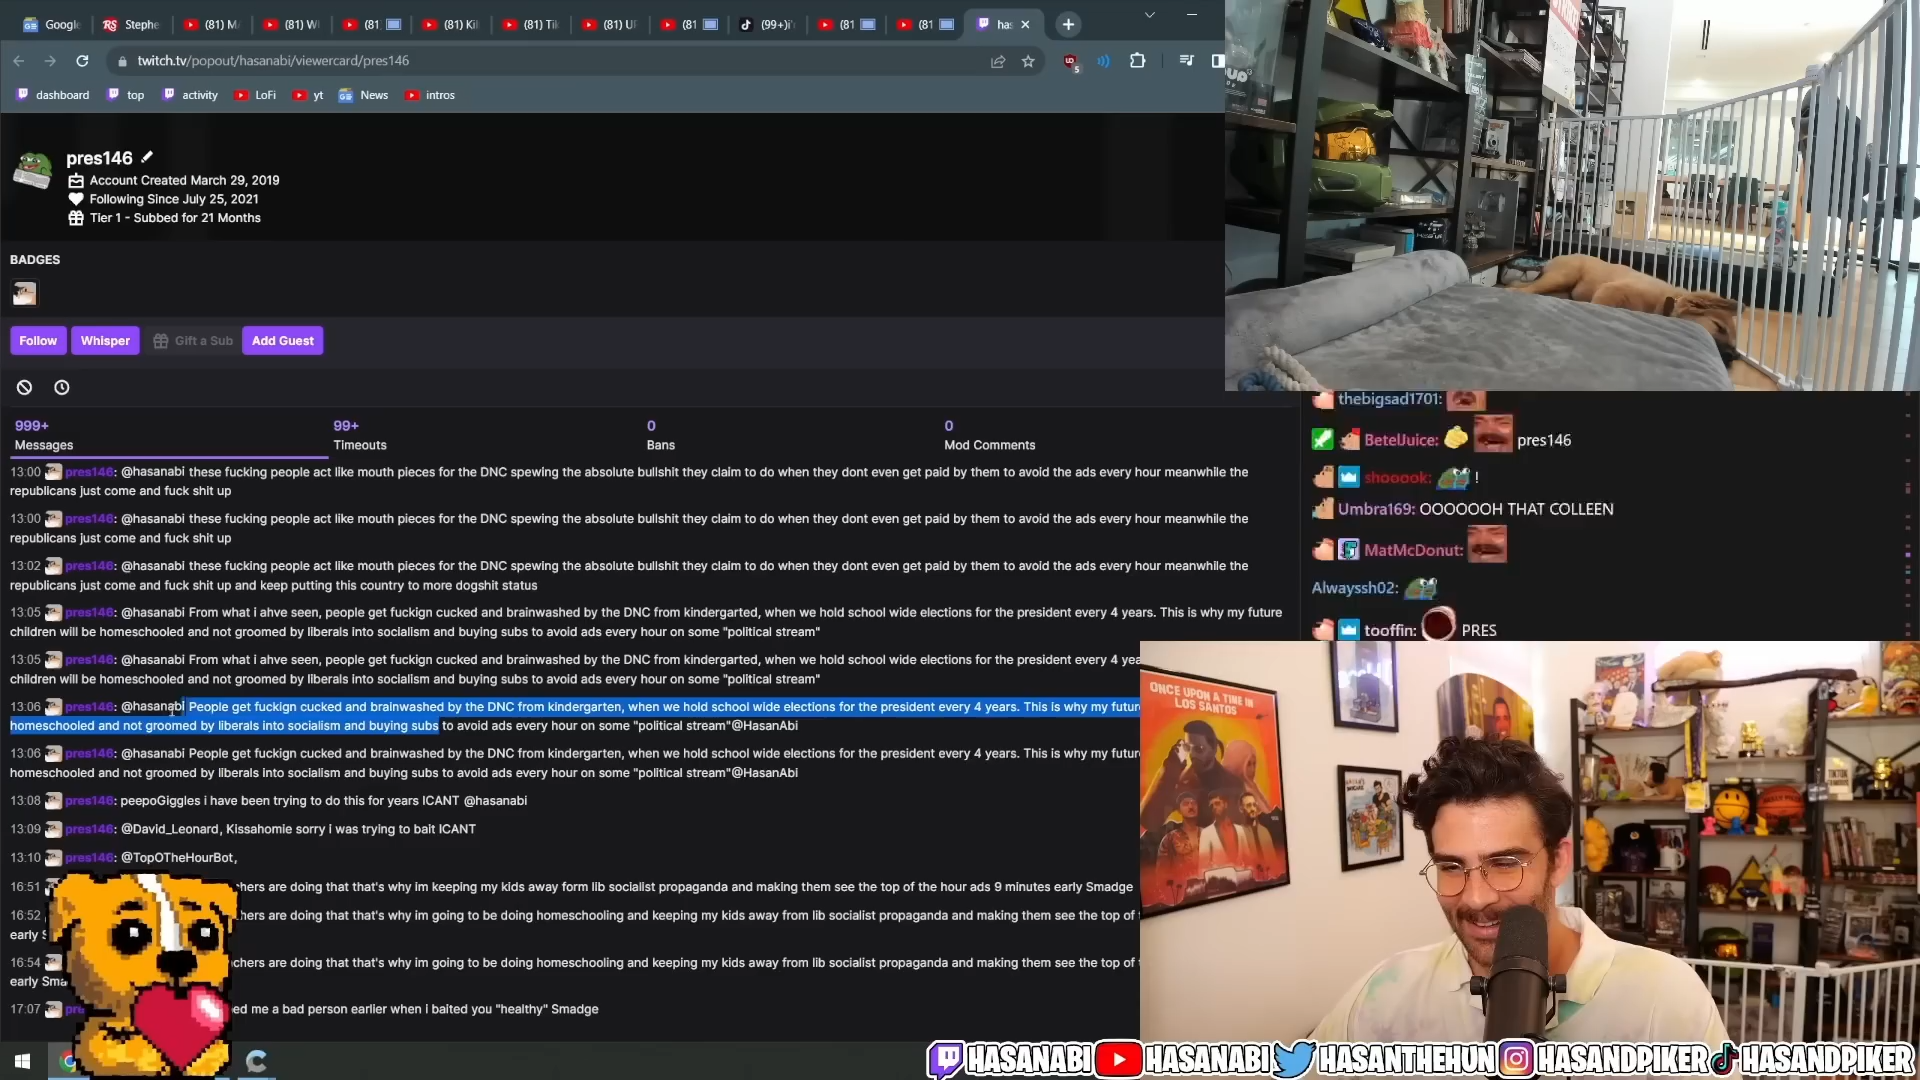 Google
Stephe
(81) M
(81) W
(81
(81) Kil
(81) Til
(81) U
(81
(99+)
(81
(81
has
twitch.tv/popout/hasanabi/viewercard/pres146
5
dashboard top activity LoFi yt News intros
pres146
Account Created March 29, 2019
Following Since July 25, 2021
Tier 1 - Subbed for 21 Months
BADGES
Follow Whisper Gift a Sub Add Guest
999+ 99+ 0 0
Messages Timeouts Bans Mod Comments
13:00 pres146: @hasanabi these fucking people act like mouth pieces for the DNC spewing the absolute bullshit they claim to do when they dont even get paid by them to avoid the ads every hour meanwhile the
republicans just come and fuck shit up
13:00 pres146: @hasanabi these fucking people act like mouth pieces for the DNC spewing the absolute bullshit they claim to do when they dont even get paid by them to avoid the ads every hour meanwhile the
republicans just come and fuck shit up
13:02 pres146: @hasanabi these fucking people act like mouth pieces for the DNC spewing the absolute bullshit they claim to do when they dont even get paid by them to avoid the ads every hour meanwhile the
republicans just come and fuck shit up and keep putting this country to more dogshit status
13:05 pres146: @hasanabi From what i ahve seen, people get fuckign cucked and brainwashed by the DNC from kindergarted, when we hold school wide elections for the president every 4 years. This is why my future
children will be homeschooled and not groomed by liberals into socialism and buying subs to avoid ads every hour on some "political stream"
13:05 pres146: @hasanabi From what i ahve seen, people get fuckign cucked and brainwashed by the DNC from kindergarted, when we hold school wide elections for the president every 4 yea
children will be homeschooled and not groomed by liberals into socialism and buying subs to avoid ads every hour on some "political stream"
13:06 pres146: @hasanabi People get fuckign cucked and brainwashed by the DNC from kindergarten, when we hold school wide elections for the president every 4 years. This is why my futur
homeschooled and not groomed by liberals into socialism and buying subs to avoid ads every hour on some "political stream"@HasanAbi
13:06 pres146: @hasanabi People get fuckign cucked and brainwashed by the DNC from kindergarten, when we hold school wide elections for the president every 4 years. This is why my futur
homeschooled and not groomed by liberals into socialism and buying subs to avoid ads every hour on some "political stream"@HasanAbi
13:08 pres146: peepoGiggles i have been trying to do this for years ICANT @hasanabi
13:09 pres146: @David_Leonard, Kissahomie sorry i was trying to bait ICANT
13:10 pres146: @TopOTheHourBot,
16:51 hers are doing that that's why im keeping my kids away form lib socialist propaganda and making them see the top of the hour ads 9 minutes early Smadge
16:52 hers are doing that that's why im going to be doing homeschooling and keeping my kids away from lib socialist propaganda and making them see the top of
early S
16:54 chers are doing that that's why im going to be doing homeschooling and keeping my kids away from lib socialist propaganda and making them see the top of
early Sma
17:07 pre ed me a bad person earlier when i baited you "healthy" Smadge
thebigsad1701:
BetelJuice: pres146
shooook: !
Umbra169: OOOOOOH THAT COLLEEN
MatMcDonut:
Alwayssh02:
tooffin: PRES
ONCE UPON A TIME IN
LOS SANTOS
HASANABI HASANABI HASANTHEHUN HASANDPIKER HASANDPIKER